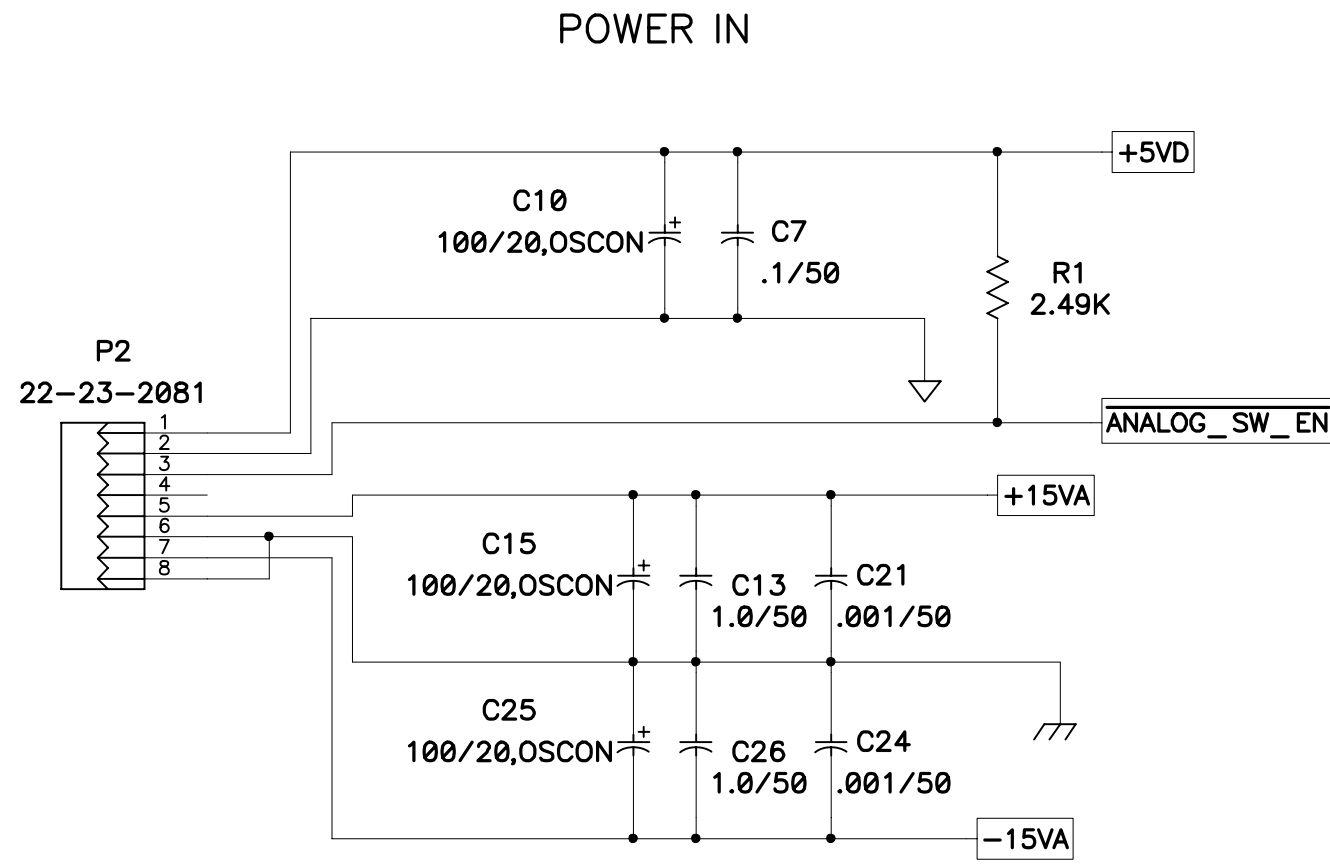 POWER IN
+5VD
C10
100/20,OSCON
+
C7
.1/50
R1
2.49K
P2
22-23-2081
1
2
3
4
5
6
7
8
ANALOG_SW_EN
+15VA
C15
100/20,OSCON
+
C13
1.0/50
C21
.001/50
C25
100/20,OSCON
+
C26
1.0/50
C24
.001/50
-15VA